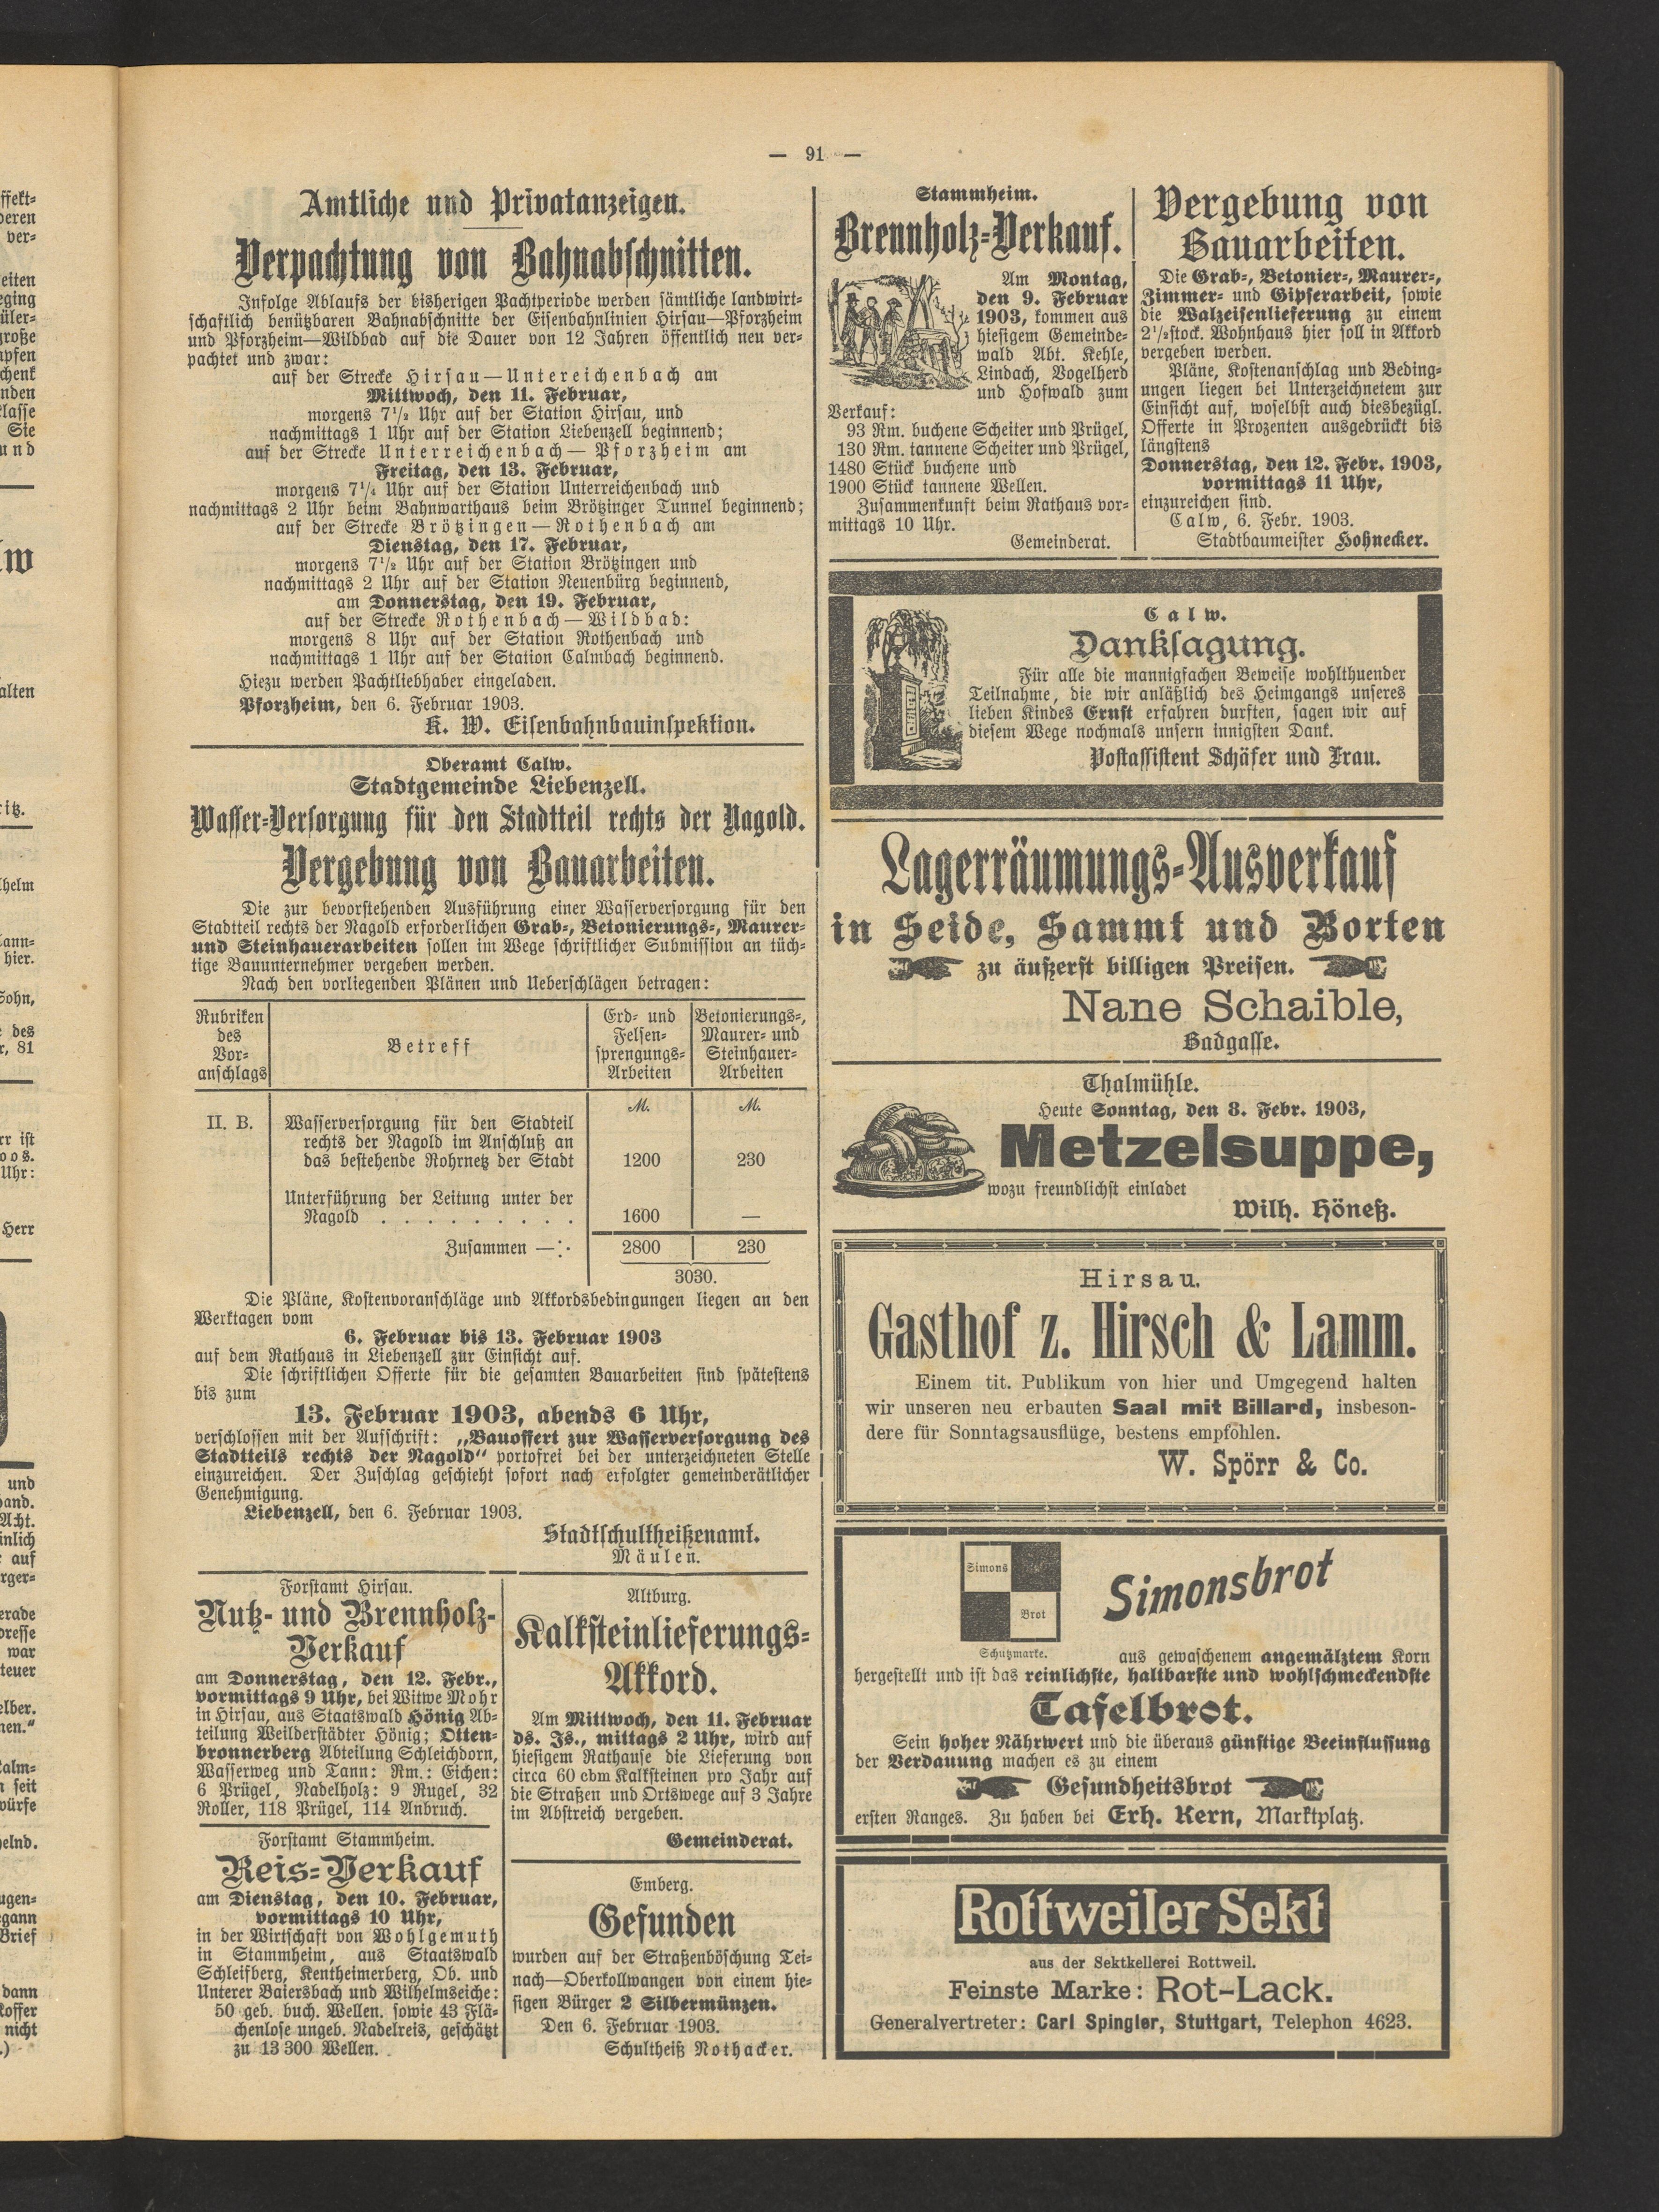 — 91 —
Amtliche und Privatanzeigen.
Verpachtung von Bahnabschnitten.
Infolge Ablaufs der bisherigen Pachtperiode werden sämtliche landwirt-
schaftlich benützbaren Bahnabschnitte der Eisenbahnlinien Hirsau—Pforzheim
und Pforzheim—Wildbad auf die Dauer von 12 Jahren öffentlich neu ver-
pachtet und zwar:
auf der Strecke Hirsau—Untereichenbach am
Mittwoch, den 11. Februar,
morgens 7½ Uhr auf der Station Hirsau, und
nachmittags 1 Uhr auf der Station Liebenzell beginnend;
auf der Strecke Unterreichenbach—Pforzheim am
Freitag, den 13. Februar,
morgens 7¼ Uhr auf der Station Unterreichenbach und
nachmittags 2 Uhr beim Bahnwarthaus beim Brötzinger Tunnel beginnend;
auf der Strecke Brötzingen—Rothenbach am
Dienstag, den 17. Februar,
morgens 7½ Uhr auf der Station Brötzingen und
nachmittags 2 Uhr auf der Station Neuenbürg beginnend,
am Donnerstag, den 19. Februar,
auf der Strecke Rothenbach—Wildbad:
morgens 8 Uhr auf der Station Rothenbach und
nachmittags 1 Uhr auf der Station Calmbach beginnend.
Hiezu werden Pachtliebhaber eingeladen.
Pforzheim, den 6. Februar 1903.
K. W. Eisenbahnbauinspektion.
Oberamt Calw.
Stadtgemeinde Liebenzell.
Wasser-Versorgung für den Stadtteil rechts der Nagold.
Vergebung von Bauarbeiten.
Die zur bevorstehenden Ausführung einer Wasserversorgung für den
Stadtteil rechts der Nagold erforderlichen Grab-, Betonierungs-, Maurer-
und Steinhauerarbeiten sollen im Wege schriftlicher Submission an tüch-
tige Bauunternehmer vergeben werden.
Nach den vorliegenden Plänen und Ueberschlägen betragen:
Rubriken des Vor- anschlags | Betreff | Erd- und Felsen- sprengungs- Arbeiten | Betonierungs-, Maurer- und Steinhauer- Arbeiten
M. M.
II. B. Wasserversorgung für den Stadteil
rechts der Nagold im Anschluß an
das bestehende Rohrnetz der Stadt 1200 230
Unterführung der Leitung unter der
Nagold . . . . . . . . . 1600 —
Zusammen —:· 2800 230
3030.
Die Pläne, Kostenvoranschläge und Akkordsbedingungen liegen an den
Werktagen vom
6. Februar bis 13. Februar 1903
auf dem Rathaus in Liebenzell zur Einsicht auf.
Die schriftlichen Offerte für die gesamten Bauarbeiten sind spätestens
bis zum
13. Februar 1903, abends 6 Uhr,
verschlossen mit der Aufschrift: „Bauoffert zur Wasserversorgung des
Stadtteils rechts der Nagold“ portofrei bei der unterzeichneten Stelle
einzureichen. Der Zuschlag geschieht sofort nach erfolgter gemeinderätlicher
Genehmigung.
Liebenzell, den 6. Februar 1903.
Stadtschultheißenamt.
Mäulen.
Forstamt Hirsau.
Nutz- und Brennholz-
Verkauf
am Donnerstag, den 12. Febr.,
vormittags 9 Uhr, bei Witwe Mohr
in Hirsau, aus Staatswald Hönig Ab-
teilung Weilderstädter Hönig; Otten-
bronnerberg Abteilung Schleichdorn,
Wasserweg und Tann: Rm.: Eichen:
6 Prügel, Nadelholz: 9 Rugel, 32
Roller, 118 Prügel, 114 Anbruch.
Forstamt Stammheim.
Reis-Verkauf
am Dienstag, den 10. Februar,
vormittags 10 Uhr,
in der Wirtschaft von Wohlgemuth
in Stammheim, aus Staatswald
Schleifberg, Kentheimerberg, Ob. und
Unterer Baiersbach und Wilhelmseiche:
50 geb. buch. Wellen. sowie 43 Flä-
chenlose ungeb. Nadelreis, geschätzt
zu 13 300 Wellen.
Altburg.
Kalksteinlieferungs-
Akkord.
Am Mittwoch, den 11. Februar
ds. Js., mittags 2 Uhr, wird auf
hiesigem Rathause die Lieferung von
circa 60 cbm Kalksteinen pro Jahr auf
die Straßen und Ortswege auf 3 Jahre
im Abstreich vergeben.
Gemeinderat.
Emberg.
Gefunden
wurden auf der Straßenböschung Tei-
nach—Oberkollwangen von einem hie-
sigen Bürger 2 Silbermünzen.
Den 6. Februar 1903.
Schultheiß Nothacker.
Stammheim.
Brennholz-Verkauf.
Am Montag,
den 9. Februar
1903, kommen aus
hiesigem Gemeinde-
wald Abt. Kehle,
Lindach, Vogelherd
und Hofwald zum
Verkauf:
93 Rm. buchene Scheiter und Prügel,
130 Rm. tannene Scheiter und Prügel,
1480 Stück buchene und
1900 Stück tannene Wellen.
Zusammenkunft beim Rathaus vor-
mittags 10 Uhr.
Gemeinderat.
Vergebung von
Bauarbeiten.
Die Grab-, Betonier-, Maurer-,
Zimmer- und Gipserarbeit, sowie
die Walzeisenlieferung zu einem
2½stock. Wohnhaus hier soll in Akkord
vergeben werden.
Pläne, Kostenanschlag und Beding-
ungen liegen bei Unterzeichnetem zur
Einsicht auf, woselbst auch diesbezügl.
Offerte in Prozenten ausgedrückt bis
längstens
Donnerstag, den 12. Febr. 1903,
vormittags 11 Uhr,
einzureichen sind.
Calw, 6. Febr. 1903.
Stadtbaumeister Hohnecker.
Calw.
Danksagung.
Für alle die mannigfachen Beweise wohlthuender
Teilnahme, die wir anläßlich des Heimgangs unseres
lieben Kindes Ernst erfahren durften, sagen wir auf
diesem Wege nochmals unsern innigsten Dank.
Postassistent Schäfer und Frau.
Lagerräumungs-Ausverkauf
in Seide, Sammt und Borten
zu äußerst billigen Preisen.
Nane Schaible,
Badgasse.
Thalmühle.
Heute Sonntag, den 8. Febr. 1903,
Metzelsuppe,
wozu freundlichst einladet
Wilh. Höneß.
Hirsau.
Gasthof z. Hirsch & Lamm.
Einem tit. Publikum von hier und Umgegend halten
wir unseren neu erbauten Saal mit Billard, insbeson-
dere für Sonntagsausflüge, bestens empföhlen.
W. Spörr & Co.
Simons
Brot
Schutzmarke.
Simonsbrot
aus gewaschenem angemälztem Korn
hergestellt und ist das reinlichste, haltbarste und wohlschmeckendste
Tafelbrot.
Sein hoher Nährwert und die überaus günstige Beeinflussung
der Verdauung machen es zu einem
Gesundheitsbrot
ersten Ranges. Zu haben bei Erh. Kern, Marktplatz.
Rottweiler Sekt
aus der Sektkellerei Rottweil.
Feinste Marke: Rot-Lack.
Generalvertreter: Carl Spingler, Stuttgart, Telephon 4623.